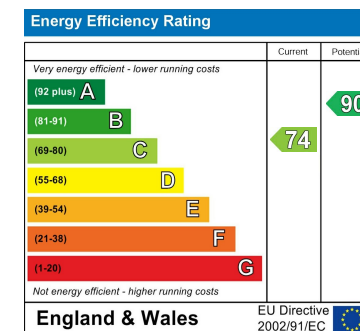 Energy Efficiency Rating
Current Potenti
Very energy efficient - lower running costs
(92 plus) A
(81-91) B
(69-80) C
(55-68) D
(39-54) E
(21-38) F
(1-20) G
74
90
Not energy efficient - higher running costs
England & Wales
EU Directive
2002/91/EC